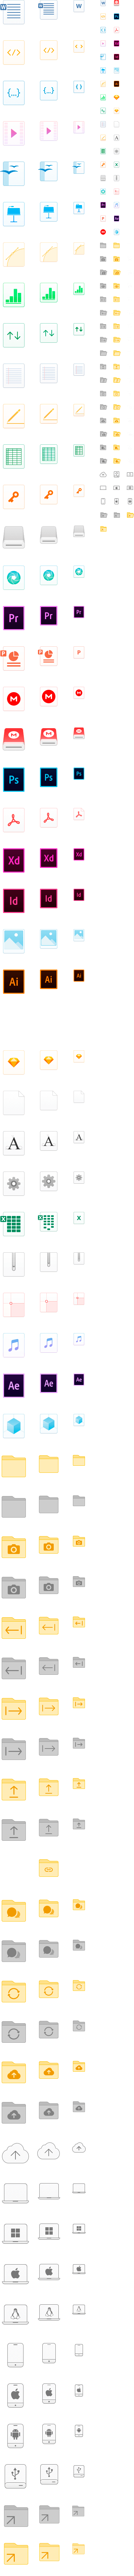 W W W
</> </> </>
{...} {...} { }
P P P
Pr Pr Pr
M M M
Ps Ps Ps
Xd Xd Xd
Id Id Id
Ai Ai Ai
A A A
X X X
Ae Ae Ae